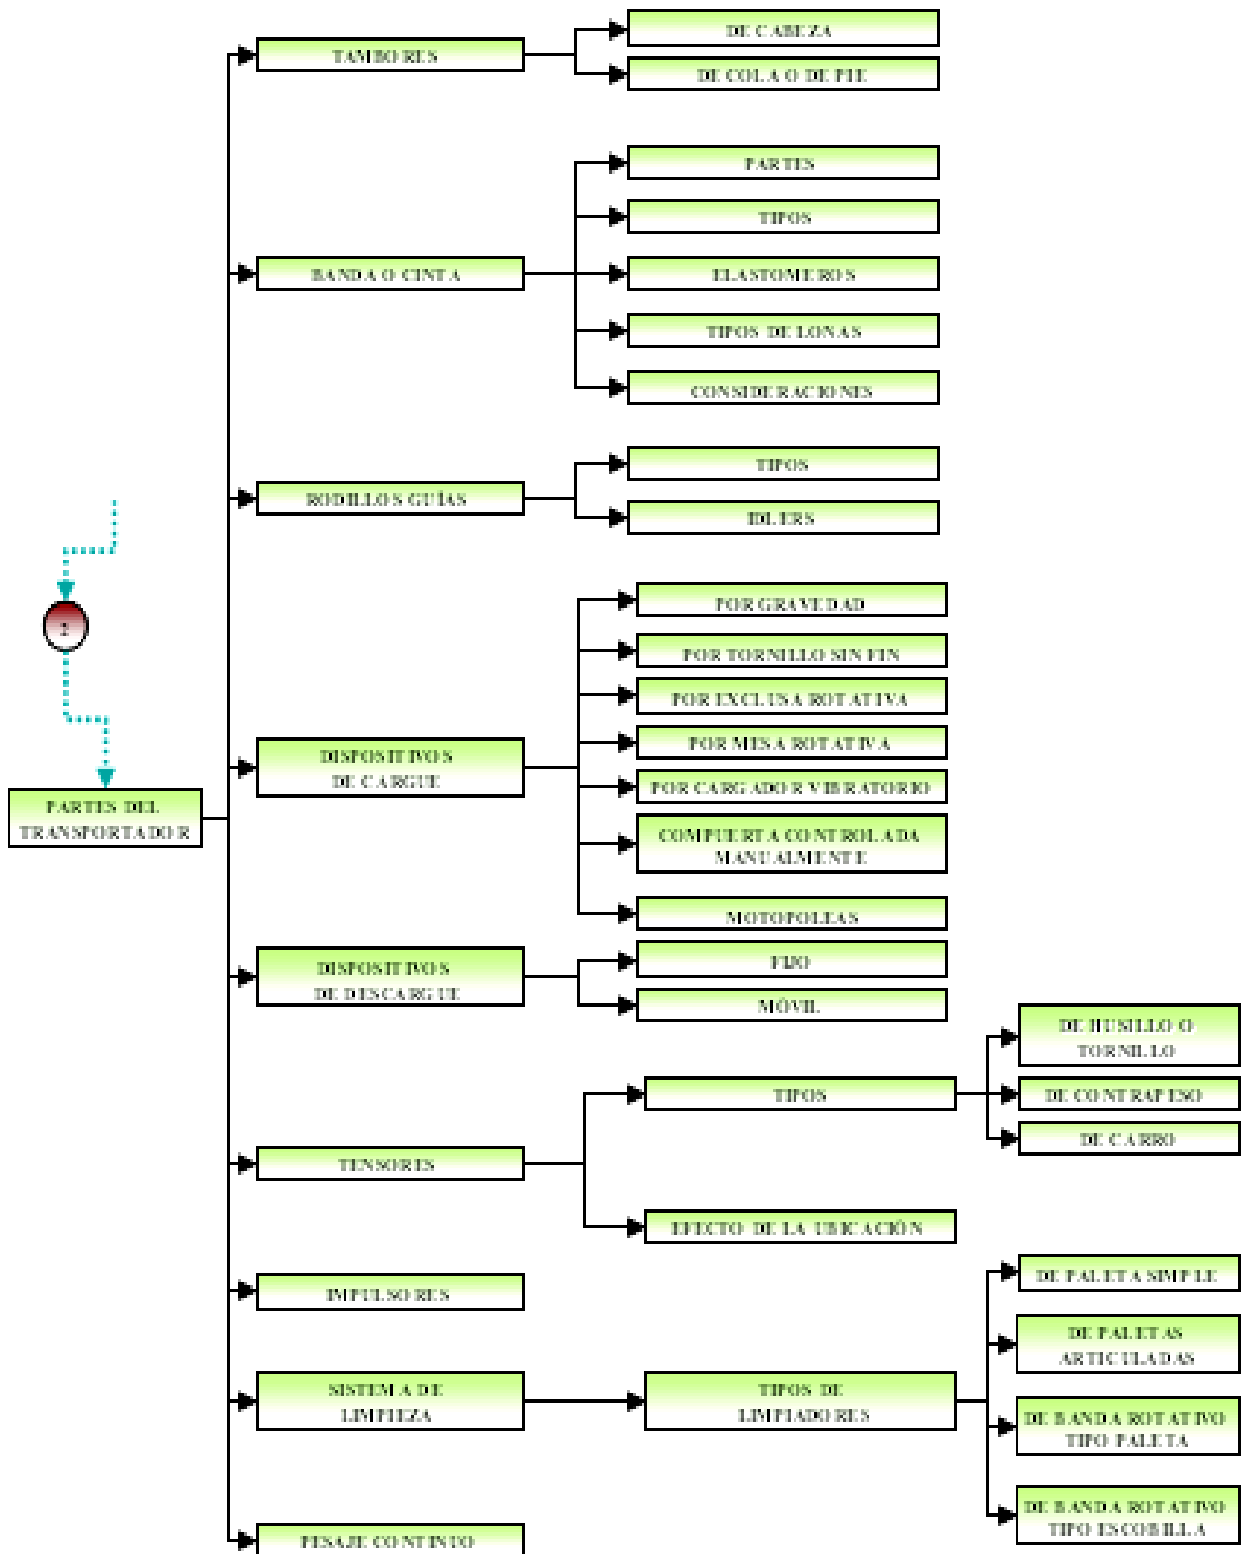 TAMBORES
DE CABEZA
DE COLA O DE PIE
BANDA O CINTA
PARTES
TIPOS
ELASTOMEROS
TIPOS DE LONAS
CONSIDERACIONES
RODILLOS GUÍAS
TIPOS
IDLERS
2
PARTES DEL
TRANSPORTADOR
DISPOSITIVOS
DE CARGUE
POR GRAVEDAD
POR TORNILLO SIN FIN
POR EXCLUSA ROTATIVA
POR MESA ROTATIVA
POR CARGADOR VIBRATORIO
COMPUERTA CONTROLADA
MANUALMENTE
MOTOPOLEAS
DISPOSITIVOS
DE DESCARGUE
FIJO
MÓVIL
TENSORES
TIPOS
DE HUSILLO O
TORNILLO
DE CONTRAPESO
DE CARRO
EFECTO DE LA UBICACIÓN
IMPULSORES
SISTEMA DE
LIMPIEZA
TIPOS DE
LIMPIADORES
DE PALETA SIMPLE
DE PALETAS
ARTICULADAS
DE BANDA ROTATIVO
TIPO PALETA
DE BANDA ROTATIVO
TIPO ESCOBILLA
PESAJE CONTINUO